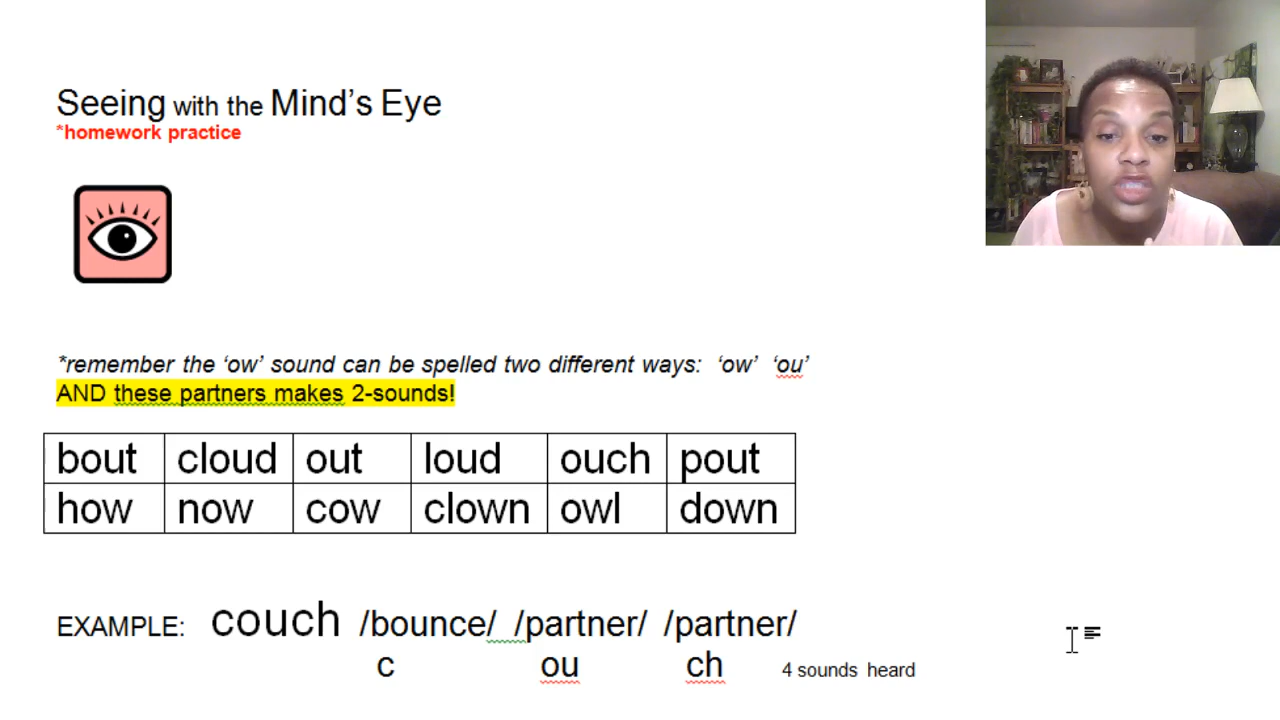 Seeing with the Mind’s Eye
*homework practice
*remember the ‘ow’ sound can be spelled two different ways: ‘ow’ ‘ou’
AND these partners makes 2-sounds!
bout cloud out loud ouch pout
how now cow clown owl down
EXAMPLE: couch /bounce/ /partner/ /partner/
c ou ch 4 sounds heard